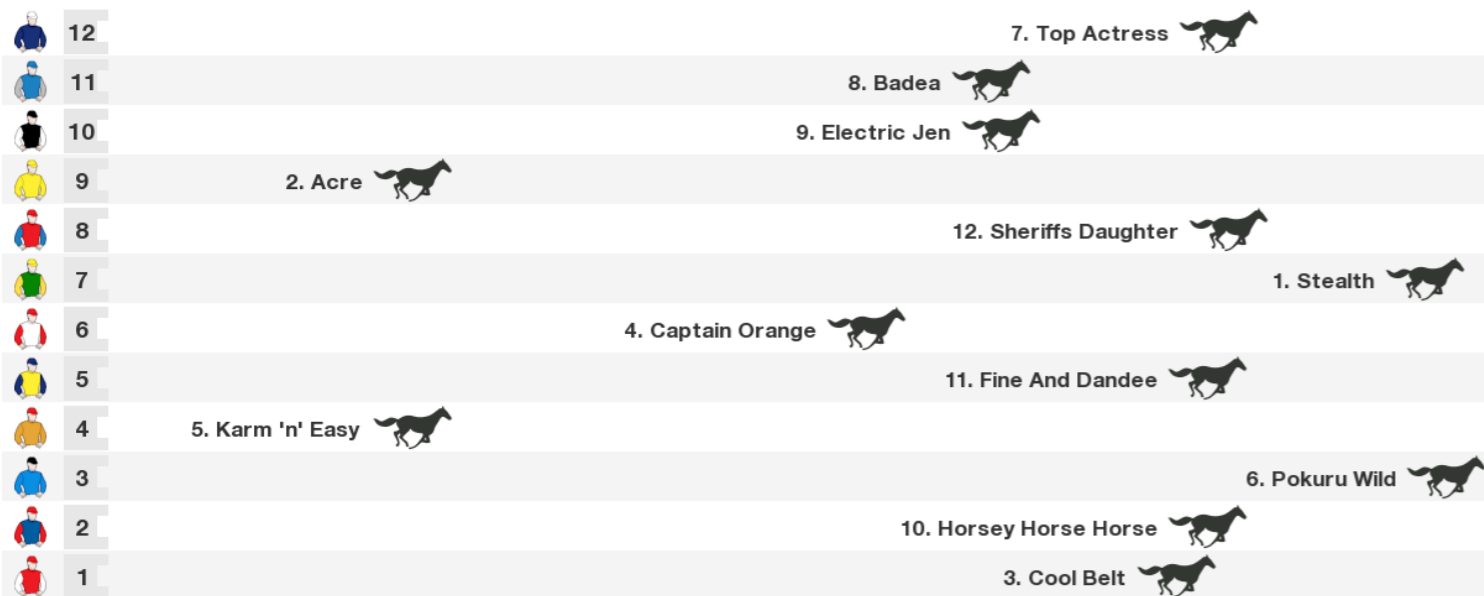 12 7. Top Actress
11 8. Badea
10 9. Electric Jen
9 2. Acre
8 12. Sheriffs Daughter
7 1. Stealth
6 4. Captain Orange
5 11. Fine And Dandee
4 5. Karm 'n' Easy
3 6. Pokuru Wild
2 10. Horsey Horse Horse
1 3. Cool Belt